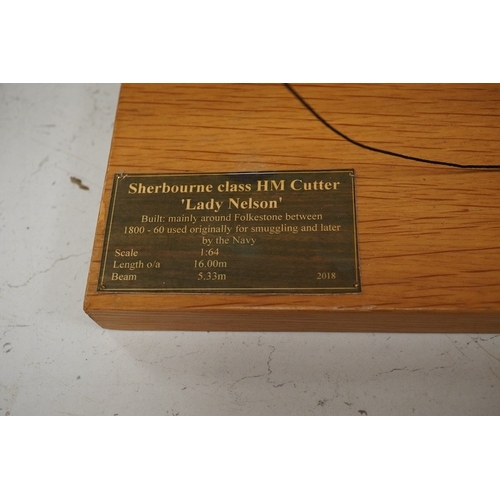 Sherbourne class HM Cutter
'Lady Nelson'
Built: mainly around Folkestone between
1800 - 60 used originally for smuggling and later
by the Navy
Scale 1:64
Length o/a 16.00m
Beam 5.33m 2018